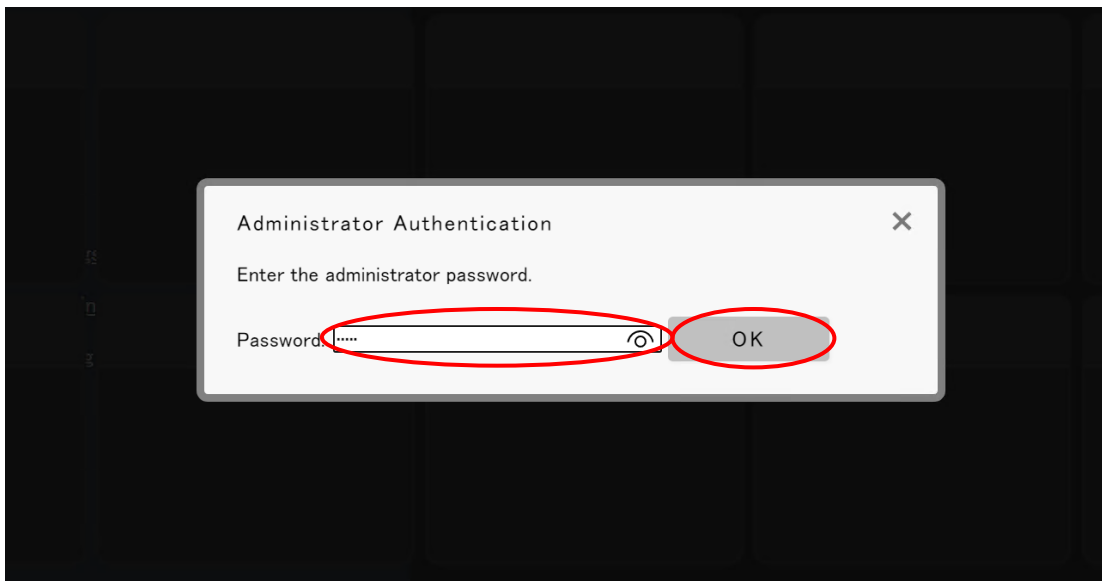 Administrator Authentication
Enter the administrator password.
Password: •••••
OK